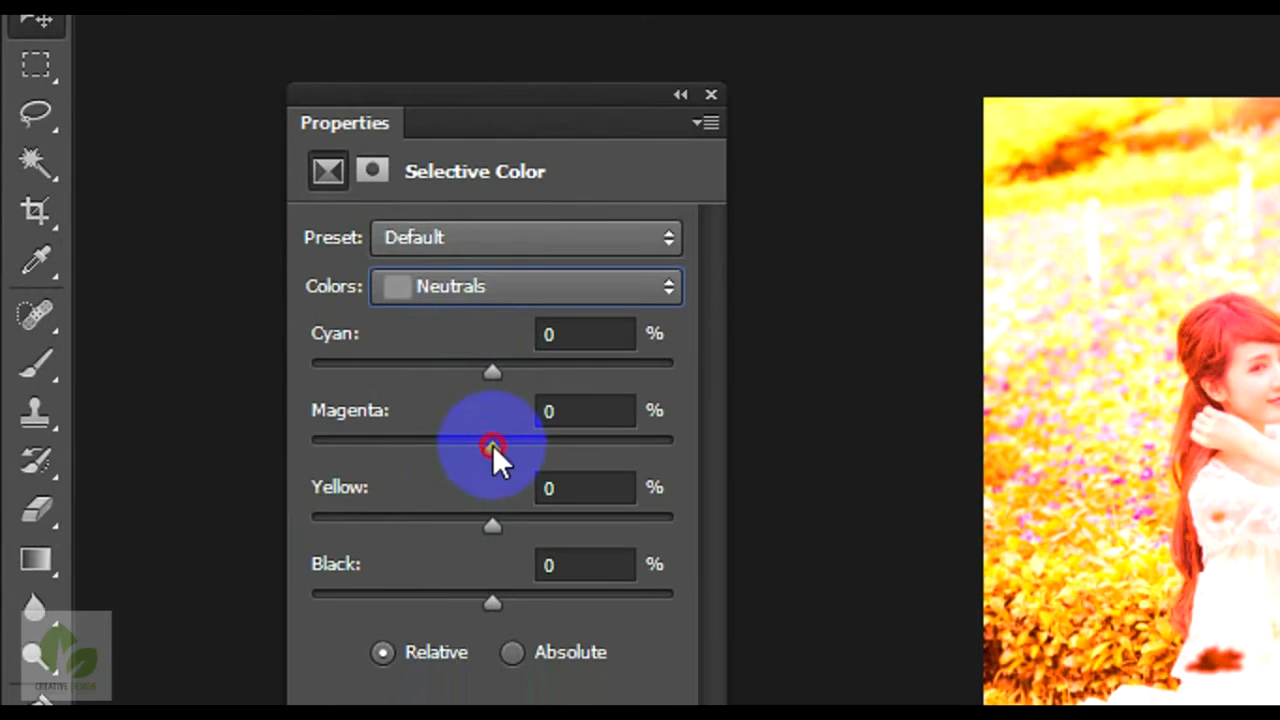 Properties
Selective Color
Preset: Default
Colors: Neutrals
Cyan: 0 %
Magenta: 0 %
Yellow: 0 %
Black: 0 %
Relative Absolute
CREATIVE DESIGN